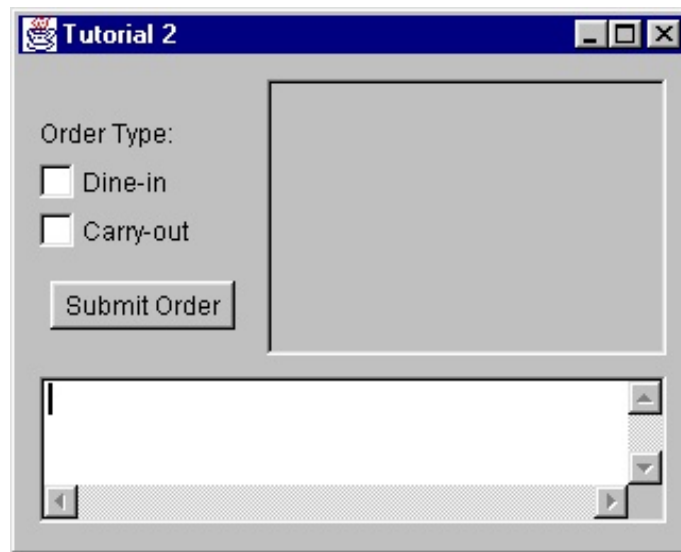 Tutorial 2
Order Type:
Dine-in
Carry-out
Submit Order